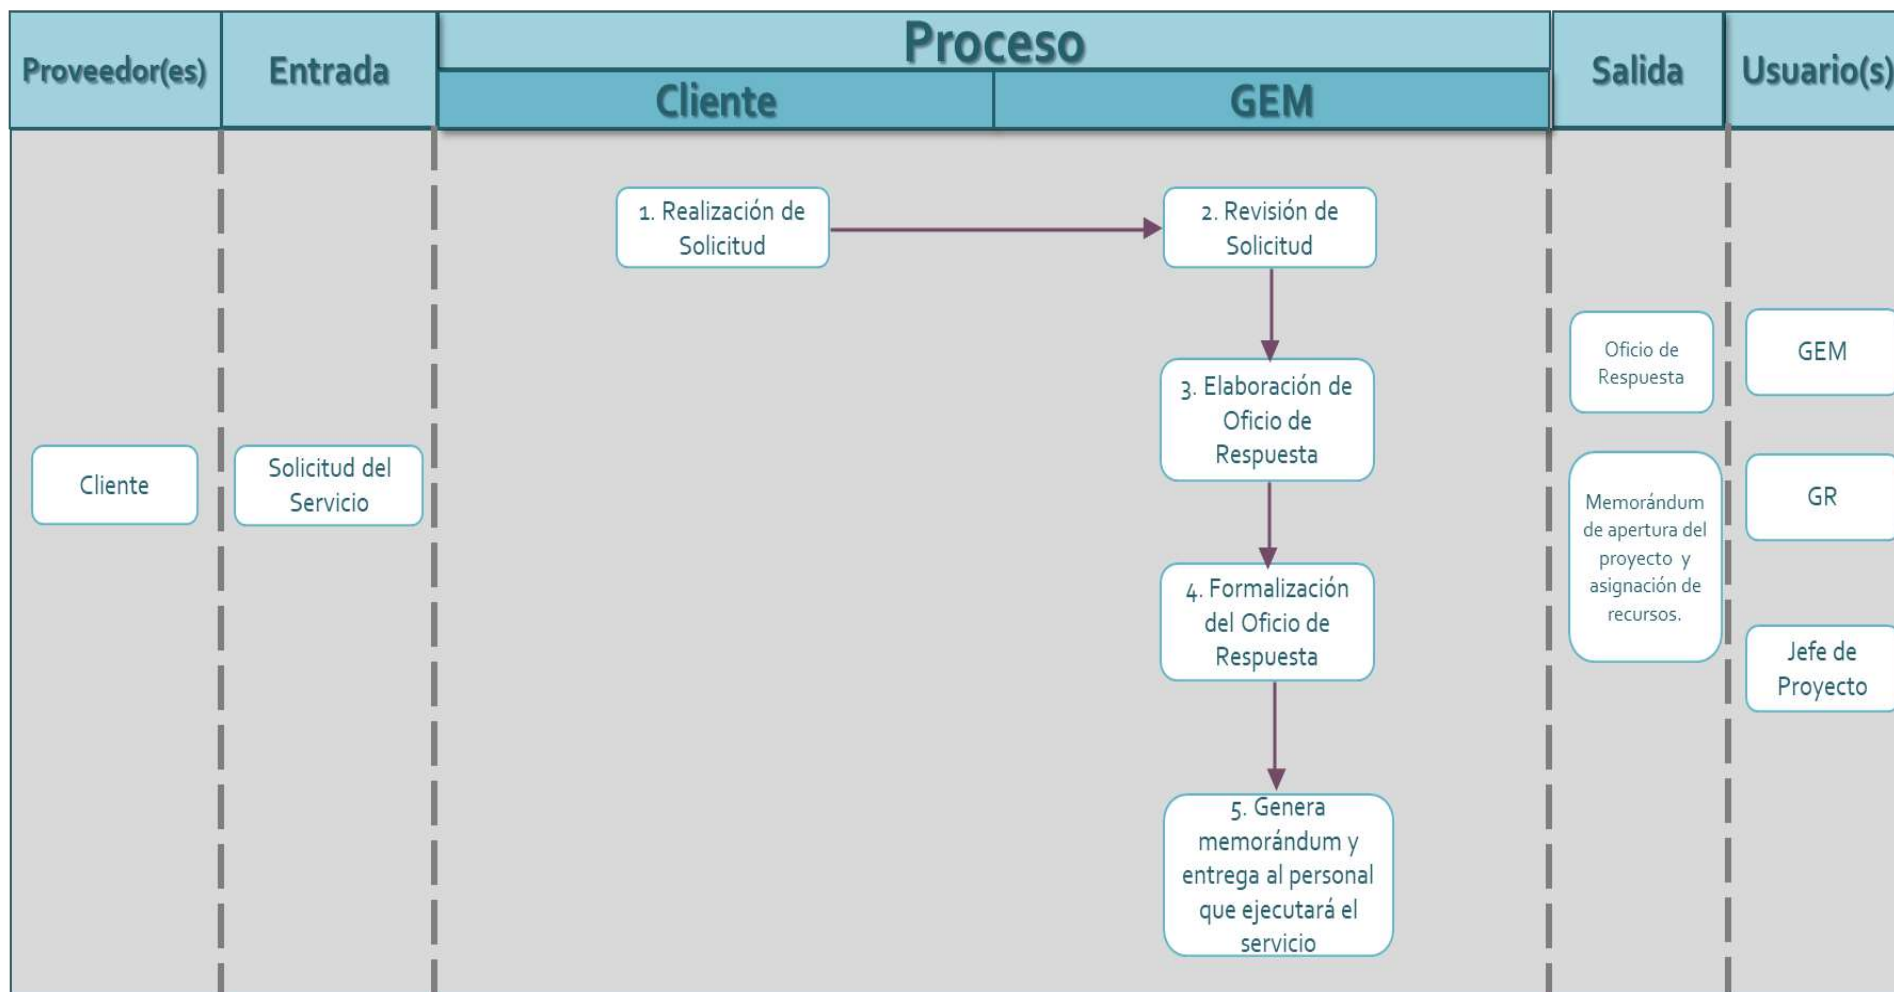 Proveedor(es)
Entrada
Proceso
Cliente
GEM
Salida
Usuario(s)
Cliente
Solicitud del
Servicio
1. Realización de
Solicitud
2. Revisión de
Solicitud
3. Elaboración de
Oficio de
Respuesta
4. Formalización
del Oficio de
Respuesta
5. Genera
memorándum y
entrega al personal
que ejecutará el
servicio
Oficio de
Respuesta
Memorándum
de apertura del
proyecto y
asignación de
recursos.
GEM
GR
Jefe de
Proyecto